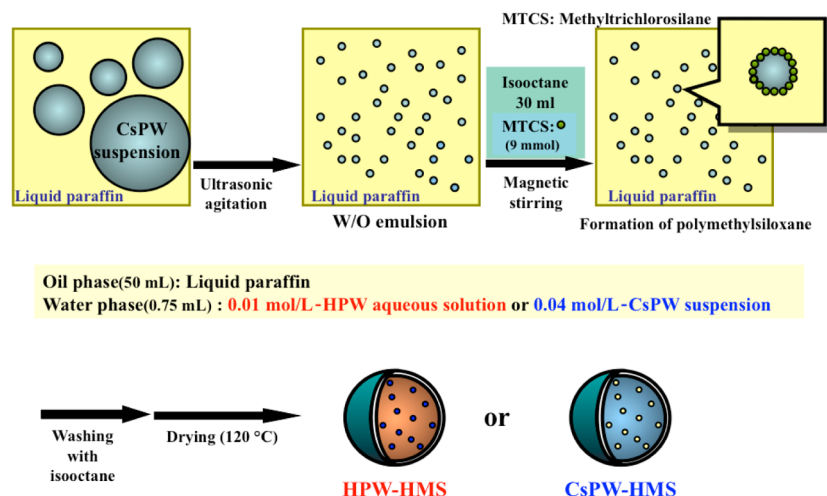 MTCS: Methyltrichlorosilane
CsPW
suspension
Liquid paraffin
Ultrasonic
agitation
Liquid paraffin
W/O emulsion
Isooctane
30 ml
MTCS:
(9 mmol)
Magnetic
stirring
Liquid paraffin
Formation of polymethylsiloxane
Oil phase(50 mL): Liquid paraffin
Water phase(0.75 mL) : 0.01 mol/L-HPW aqueous solution or 0.04 mol/L-CsPW suspension
Washing
with
isooctane
Drying (120 °C)
HPW-HMS
or
CsPW-HMS